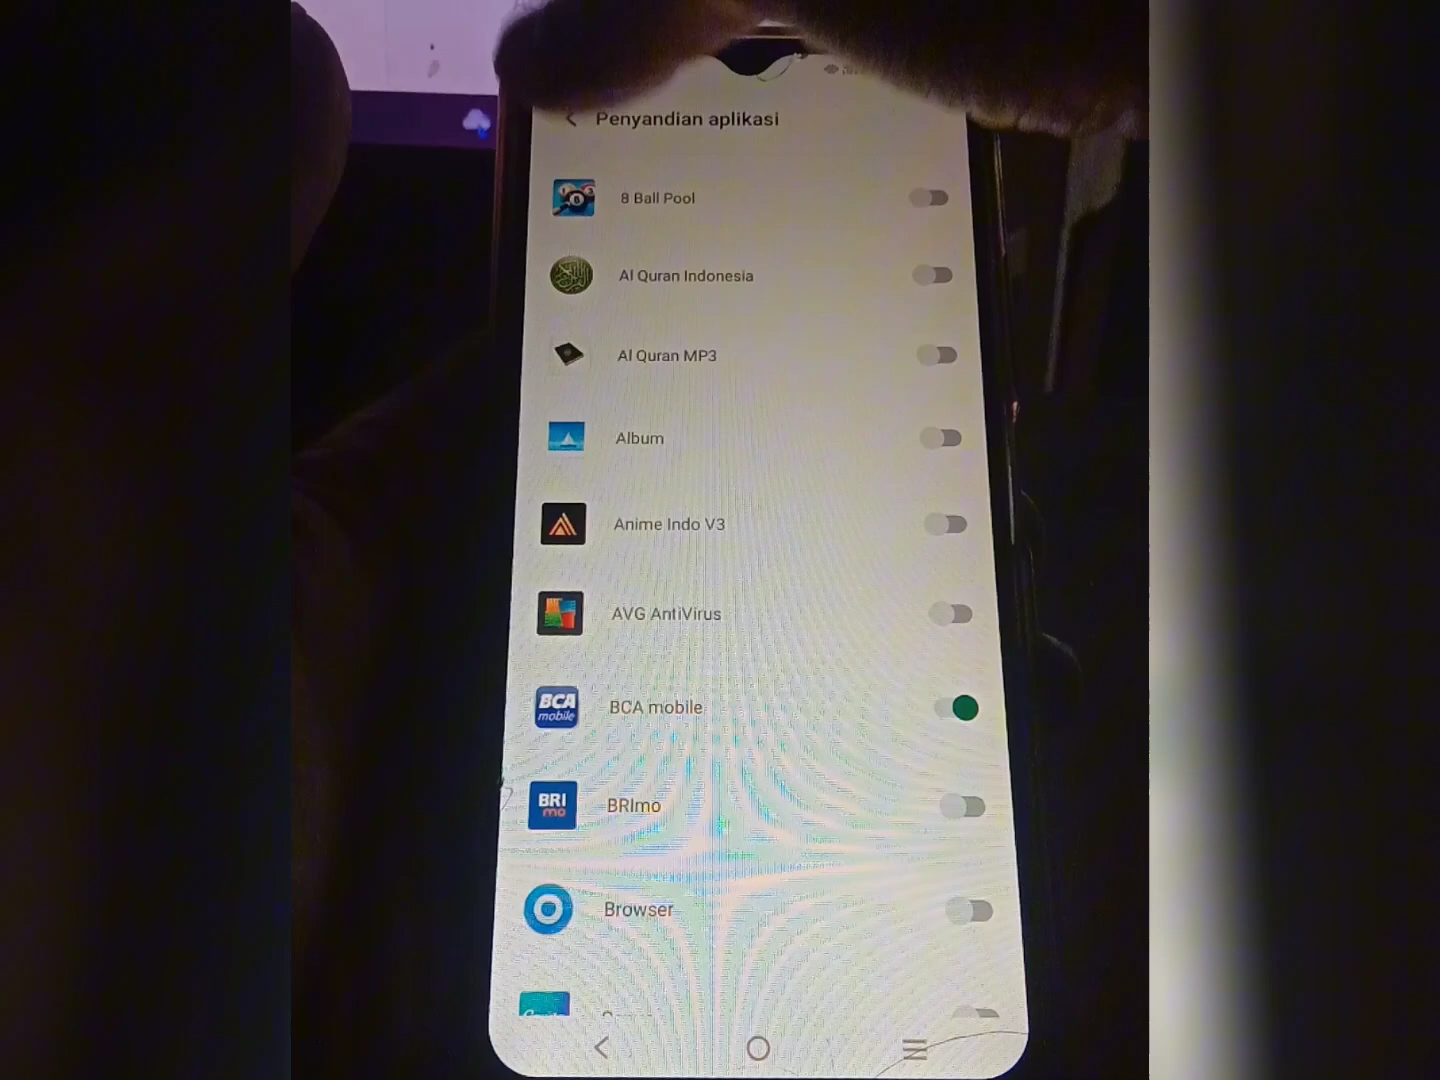 Penyandian aplikasi
8 Ball Pool
Al Quran Indonesia
Al Quran MP3
Album
Anime Indo V3
AVG AntiVirus
BCA mobile
BCA mobile
BRI mo
BRImo
Browser